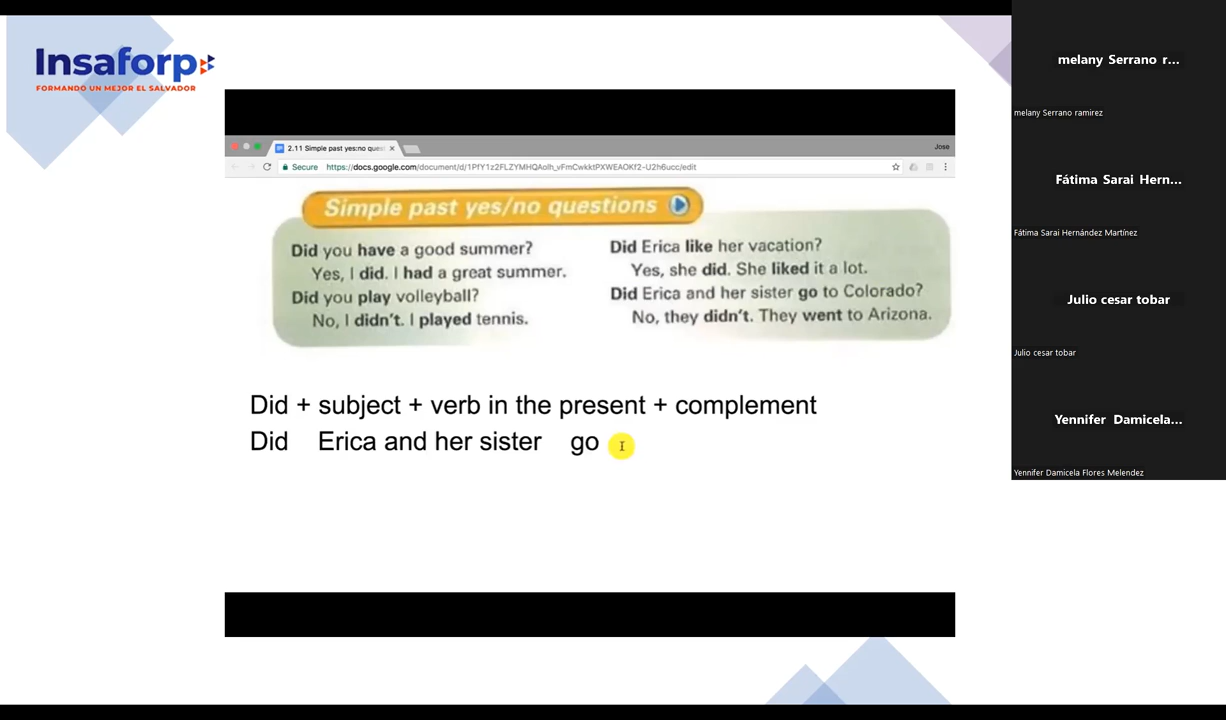 Insaforp
FORMANDO UN MEJOR EL SALVADOR
2.11 Simple past yes:no ques
Jose
Secure https://docs.google.com/document/d/1PfY1z2FLZYMHQAolh_vFmCwkktPXWEAOKf2-U2h6ucc/edit
Simple past yes/no questions
Did you have a good summer?
Yes, I did. I had a great summer.
Did you play volleyball?
No, I didn't. I played tennis.
Did Erica like her vacation?
Yes, she did. She liked it a lot.
Did Erica and her sister go to Colorado?
No, they didn't. They went to Arizona.
Did + subject + verb in the present + complement
Did Erica and her sister go
melany Serrano r...
melany Serrano ramirez
Fátima Sarai Hern...
Fátima Sarai Hernández Martínez
Julio cesar tobar
Julio cesar tobar
Yennifer Damicela...
Yennifer Damicela Flores Melendez